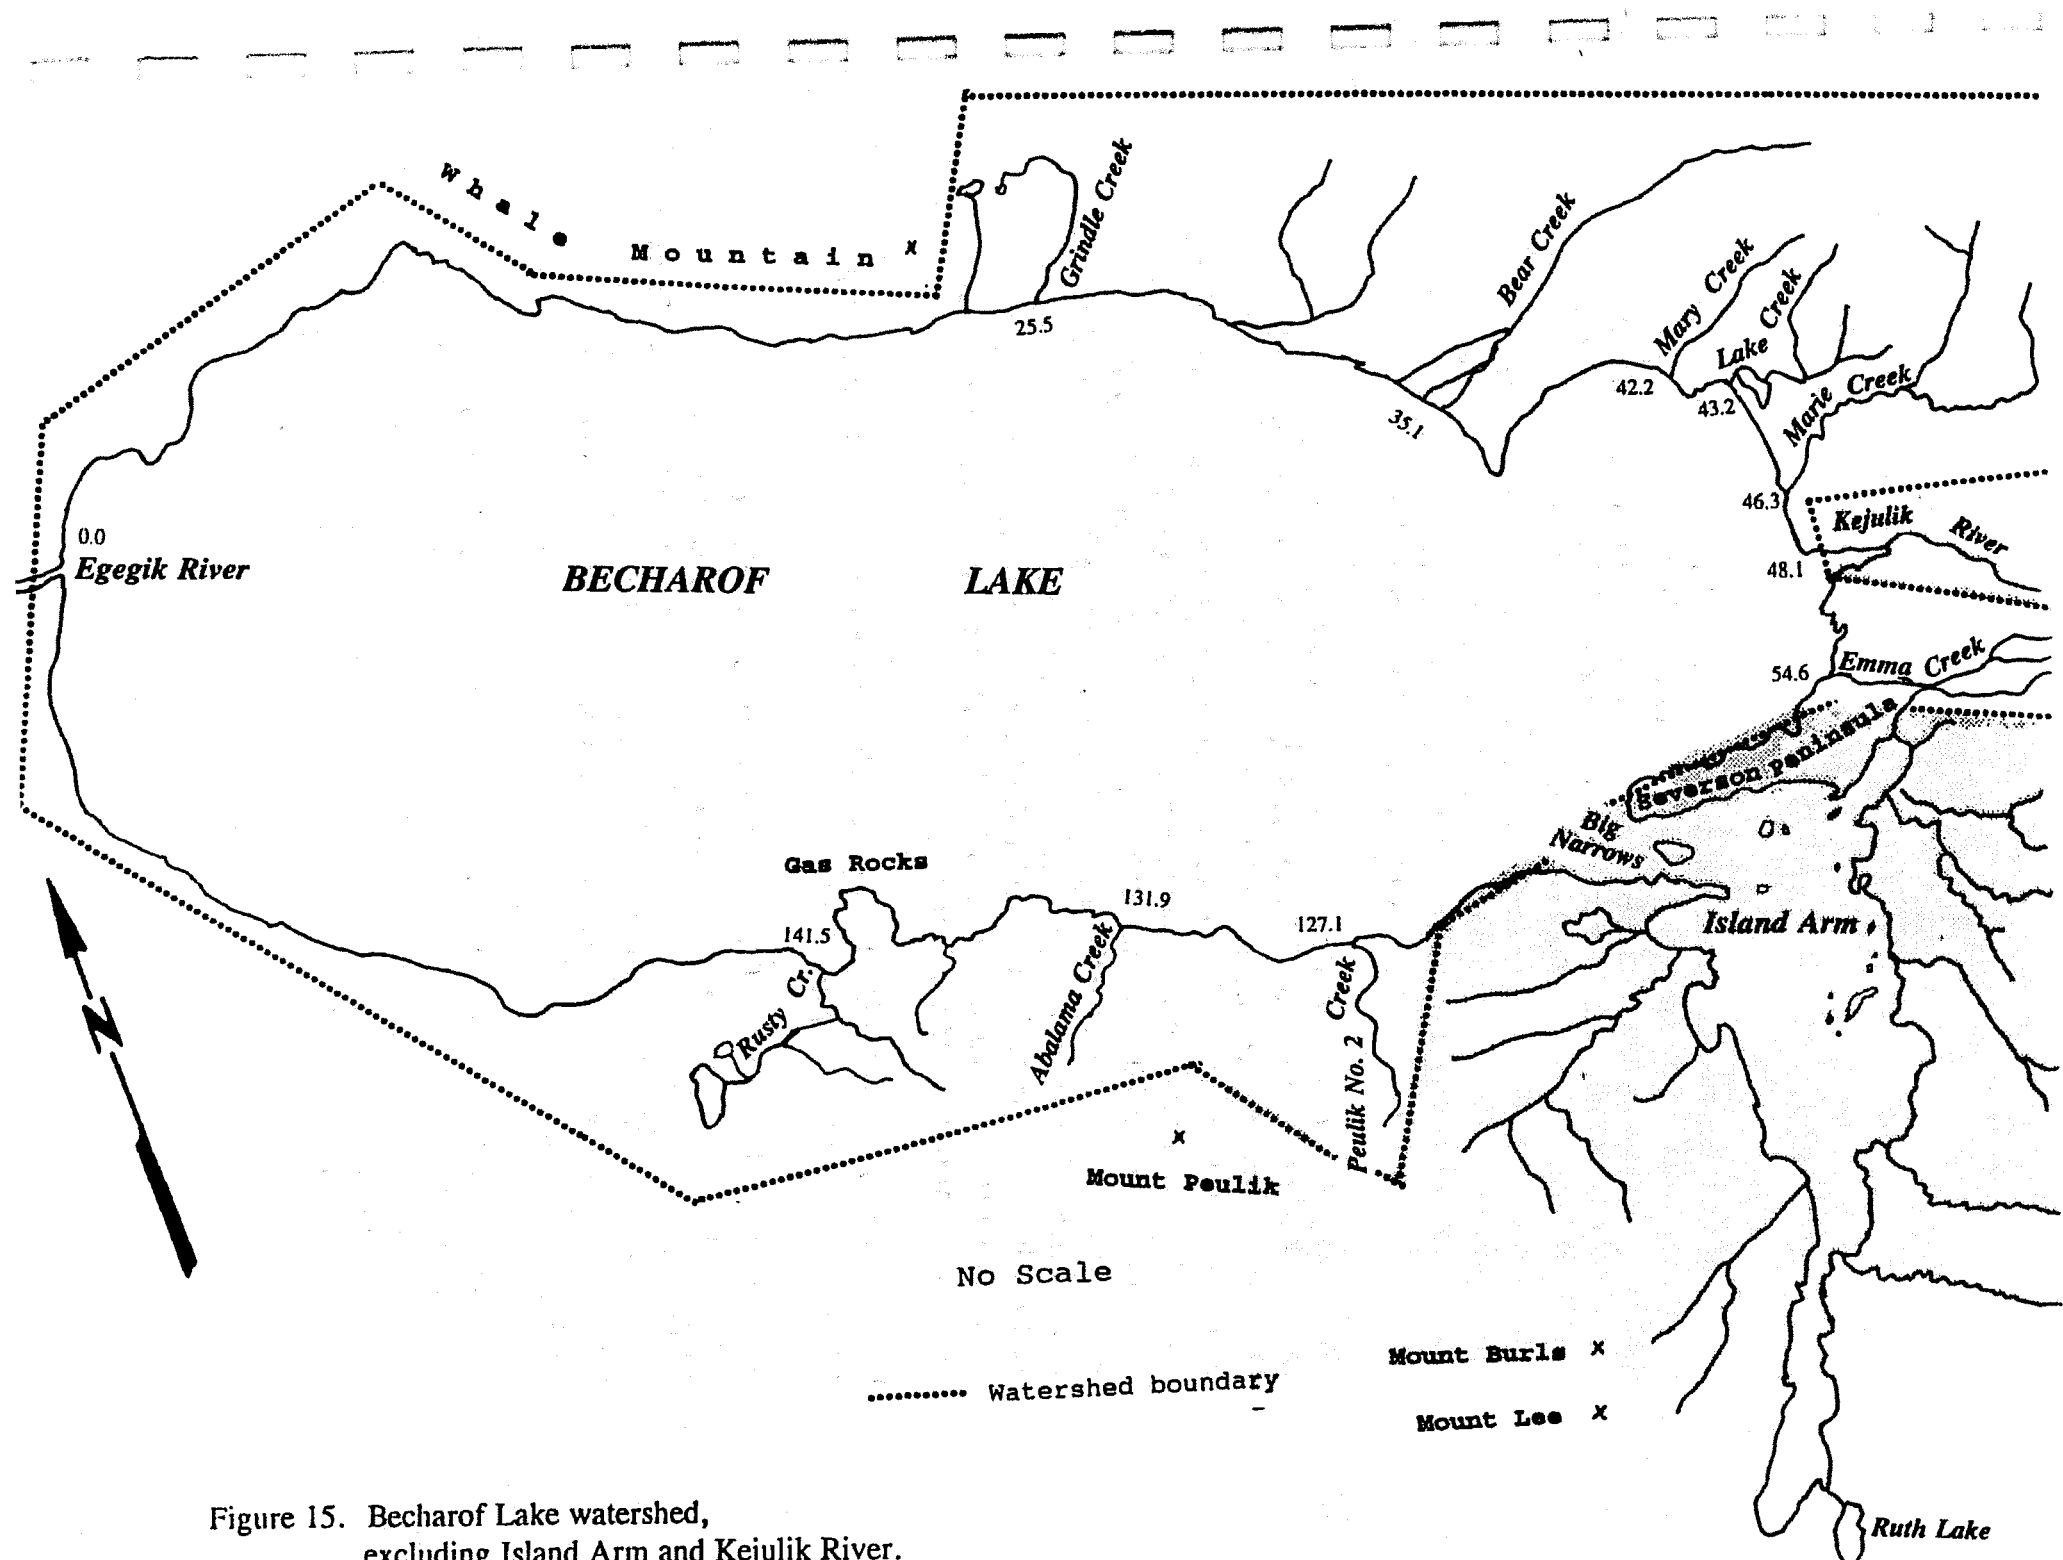 Whale
Mountain x
Grindle Creek
25.5
Bear Creek
35.1
Mary Creek
42.2
Lake Creek
43.2
Marie Creek
46.3
Kejulik River
48.1
0.0
Egegik River
BECHAROF LAKE
54.6
Emma Creek
Severson Peninsula
Big
Narrows
Island Arm
Gas Rocks
141.5
Rusty Cr.
131.9
Abalama Creek
127.1
Peulik No. 2 Creek
N
x
Mount Peulik
No Scale
Watershed boundary
Mount Burls x
Mount Lee x
Ruth Lake
Figure 15. Becharof Lake watershed,
excluding Island Arm and Kejulik River.